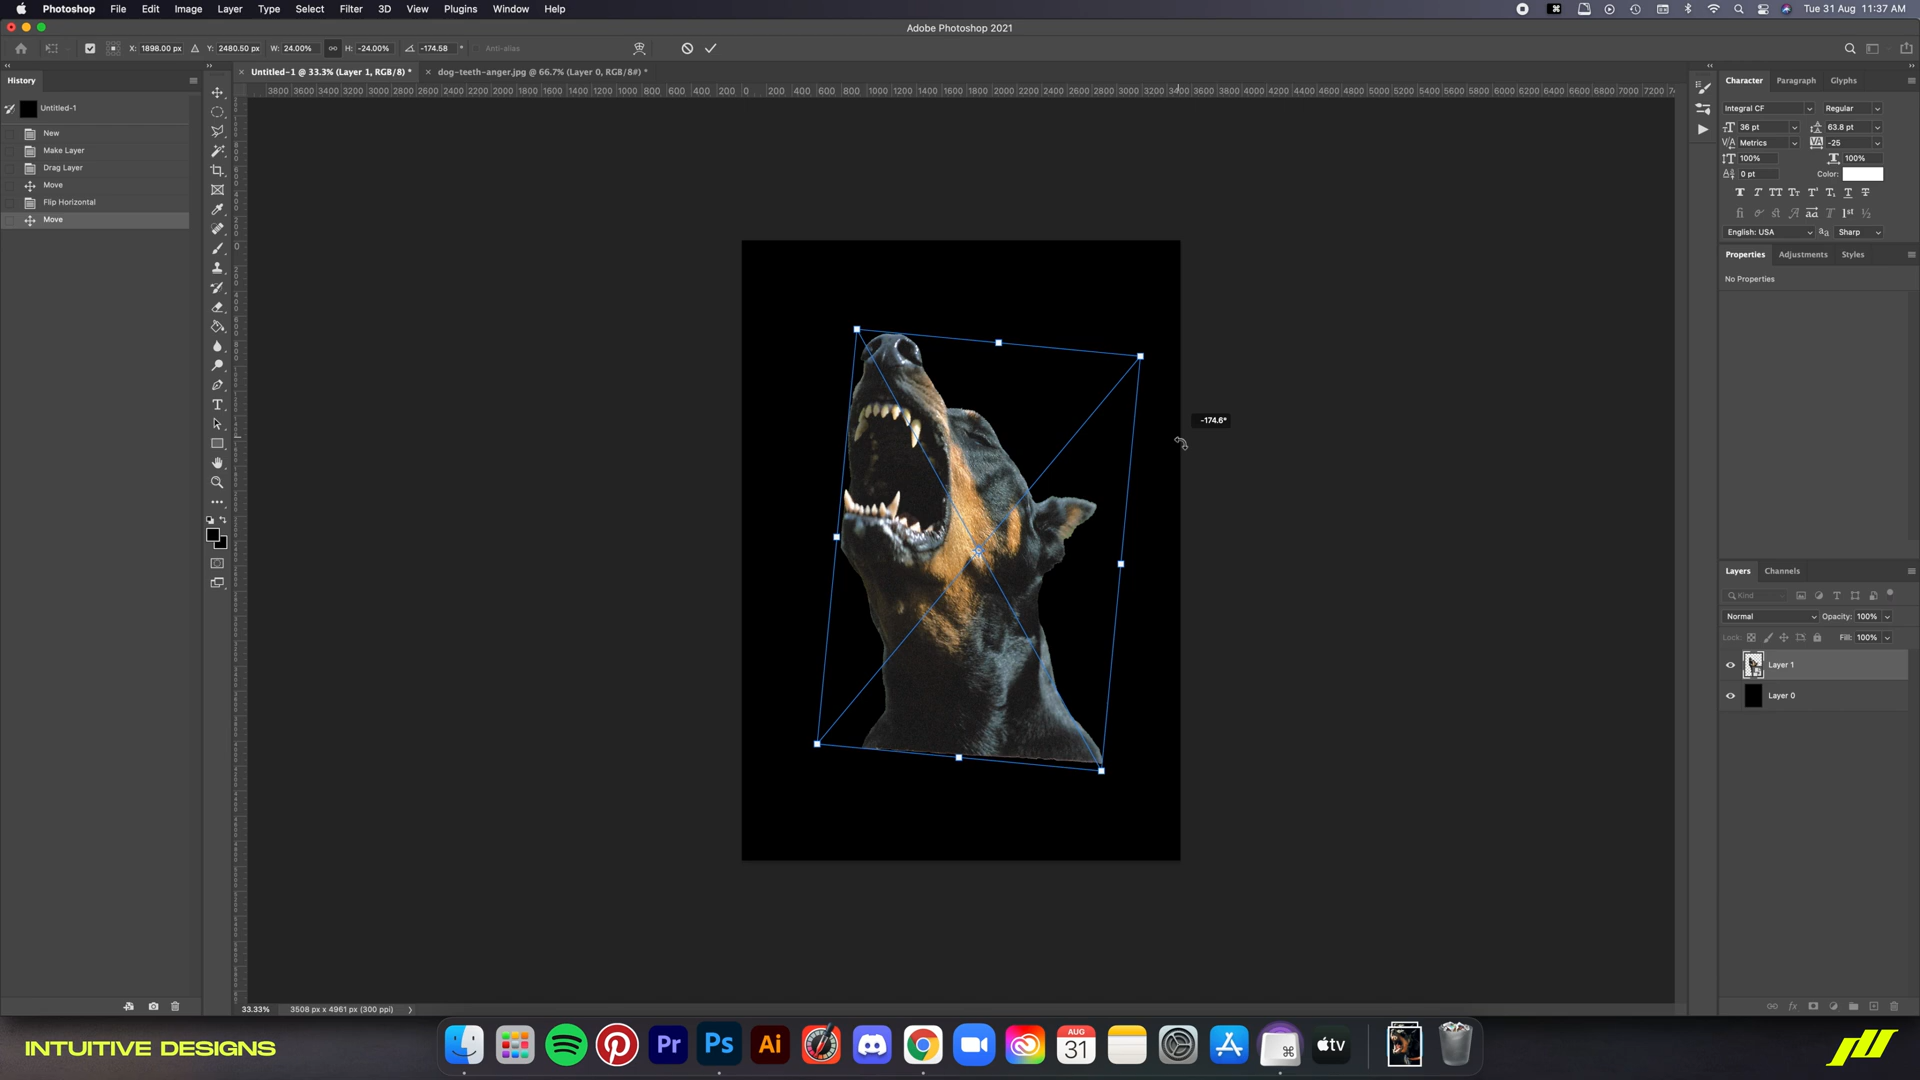 Photoshop File Edit Image Layer Type Select Filter 3D View Plugins Window Help Tue 31 Aug 11:37 AM
Adobe Photoshop 2021
X: 1898.00 px Y: 2480.50 px W: 24.00% H: -24.00% -174.58 ° Anti-alias
Untitled-1 @ 33.3% (Layer 1, RGB/8) * dog-teeth-anger.jpg @ 66.7% (Layer 0, RGB/8#) *
History
Untitled-1
New
Make Layer
Drag Layer
Move
Flip Horizontal
Move
-174.6°
Character Paragraph Glyphs
Integral CF Regular
36 pt 63.8 pt
Metrics -25
100% 100%
0 pt Color:
English: USA Sharp
Properties Adjustments Styles
No Properties
Layers Channels
Kind
Normal Opacity: 100%
Lock: Fill: 100%
Layer 1
Layer 0
33.33% 3508 px x 4961 px (300 ppi)
INTUITIVE DESIGNS
Pr Ps Ai AUG 31 tv